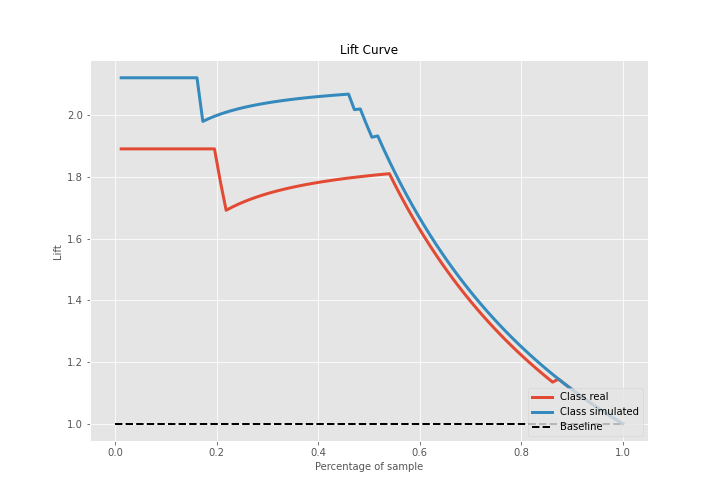 Lift Curve
Lift
2.0
1.8
1.6
1.4
1.2
1.0
0.0
0.2
0.4
0.6
0.8
1.0
Percentage of sample
Class real
Class simulated
Baseline